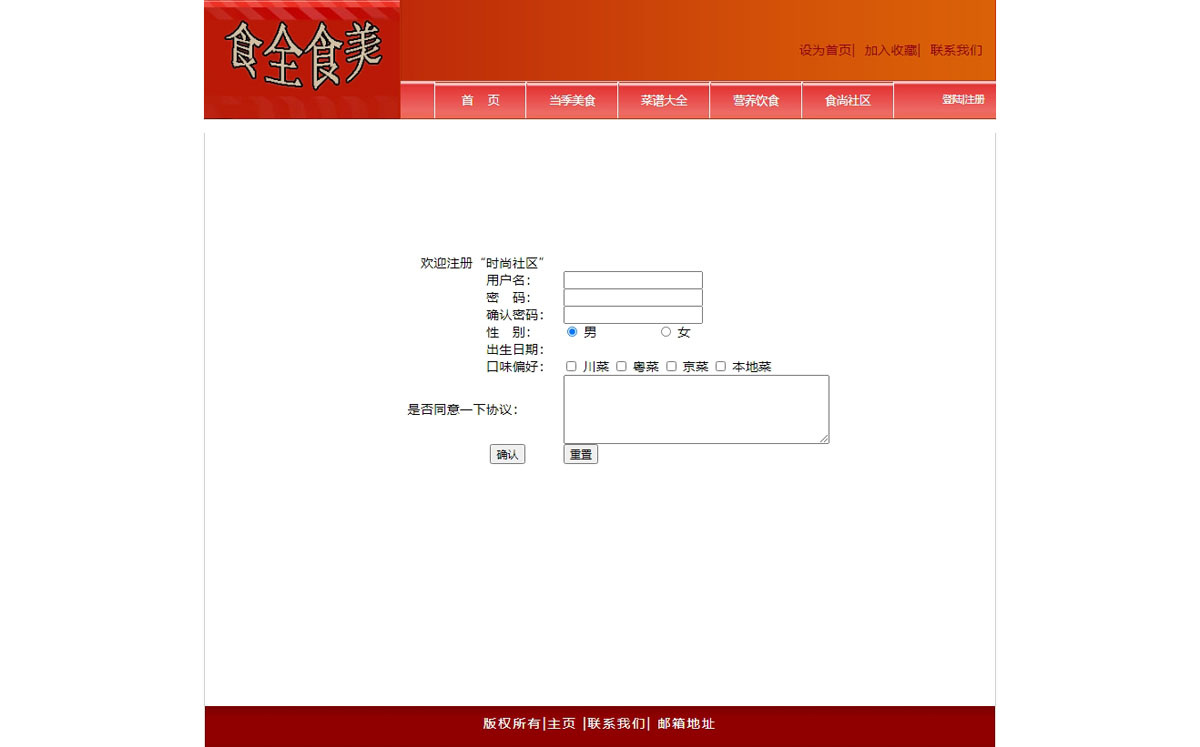 食全食美
设为首页| 加入收藏| 联系我们
首 页 当季美食 菜谱大全 营养饮食 食尚社区 登陆|注册
欢迎注册“时尚社区”
用户名：
密 码：
确认密码：
性 别： 男 女
出生日期：
口味偏好： 川菜 粤菜 京菜 本地菜
是否同意一下协议：
确认 重置
版权所有|主页 |联系我们| 邮箱地址